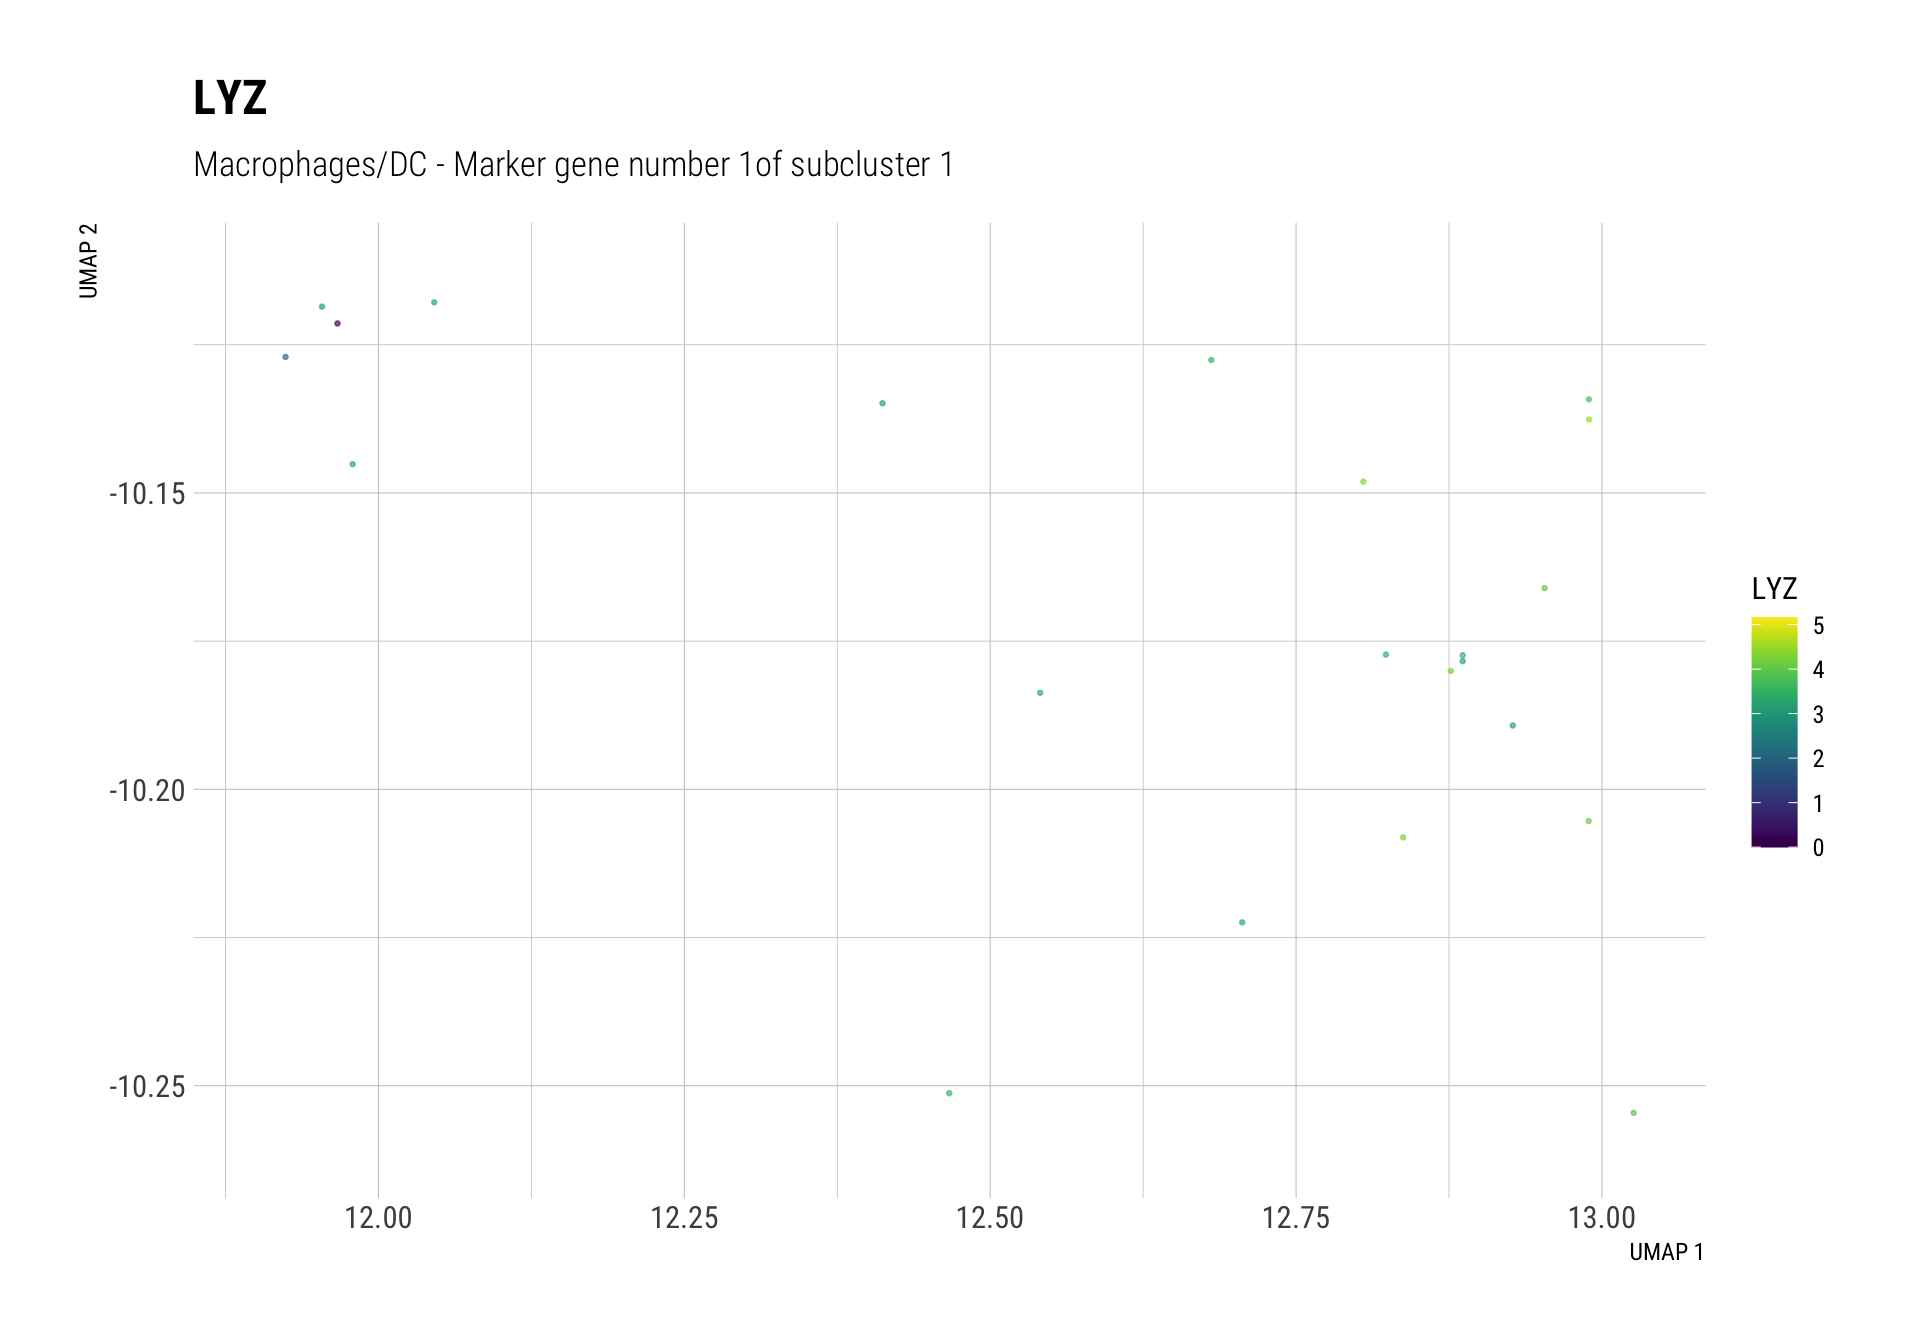 LYZ
Macrophages/DC - Marker gene number 1of subcluster 1
UMAP 2
-10.15
-10.20
-10.25
12.00
12.25
12.50
12.75
13.00
UMAP 1
LYZ
5
4
3
2
1
0